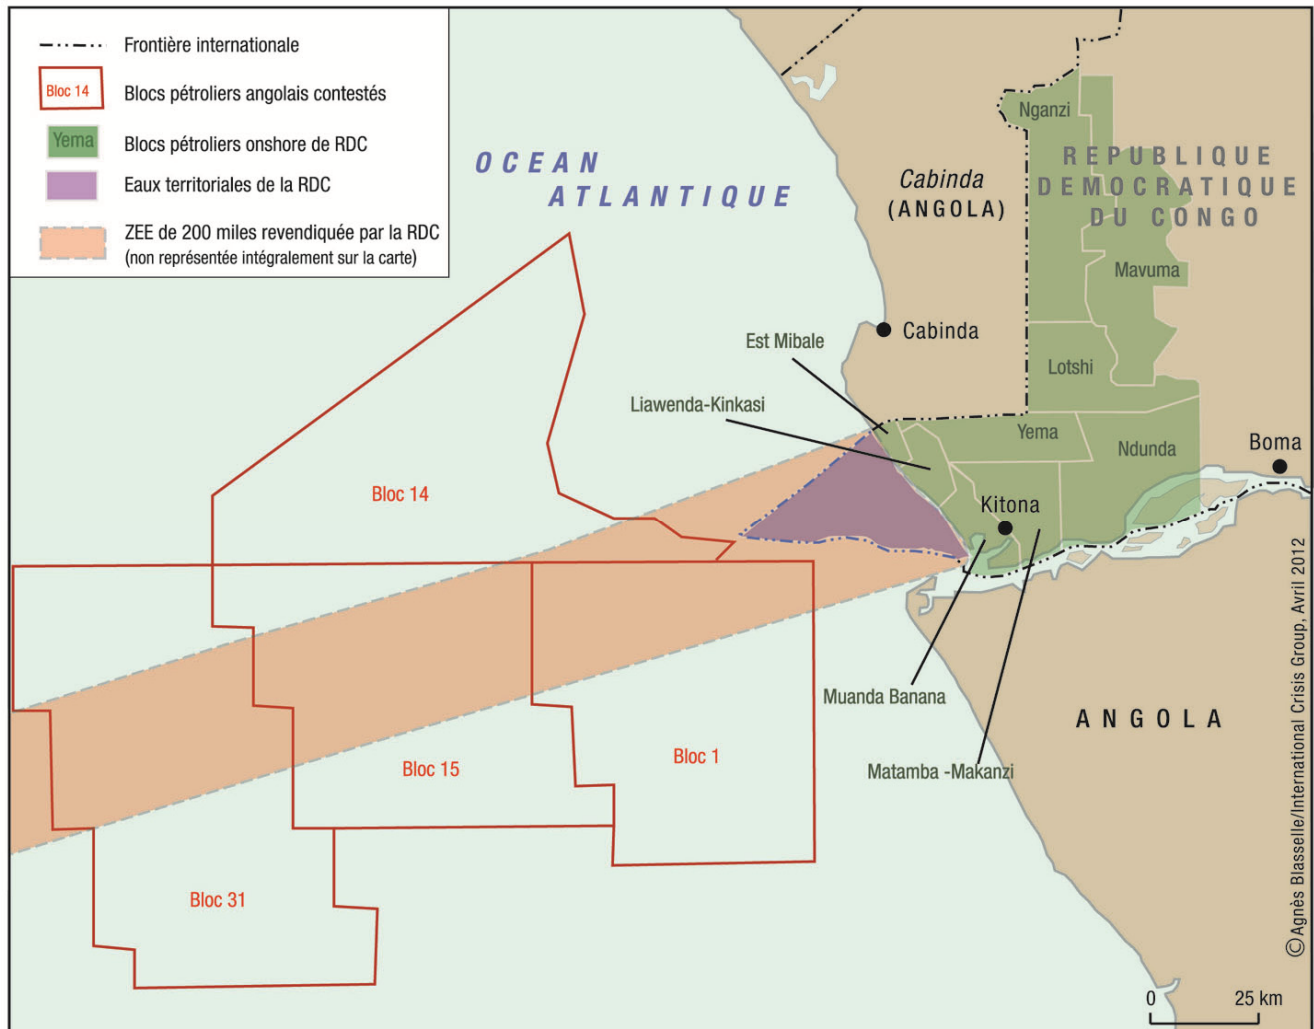 Frontière internationale
Bloc 14
Blocs pétroliers angolais contestés
Yema
Blocs pétroliers onshore de RDC
Eaux territoriales de la RDC
ZEE de 200 miles revendiquée par la RDC
(non représentée intégralement sur la carte)
OCEAN
ATLANTIQUE
Cabinda
(ANGOLA)
Nganzi
REPUBLIQUE
DEMOCRATIQUE
DU CONGO
Mavuma
Cabinda
Est Mibale
Lotshi
Liawenda-Kinkasi
Yema
Ndunda
Boma
Bloc 14
Kitona
Muanda Banana
ANGOLA
Bloc 15
Bloc 1
Matamba -Makanzi
Bloc 31
0 25 km
©Agnès Blasselle/International Crisis Group, Avril 2012